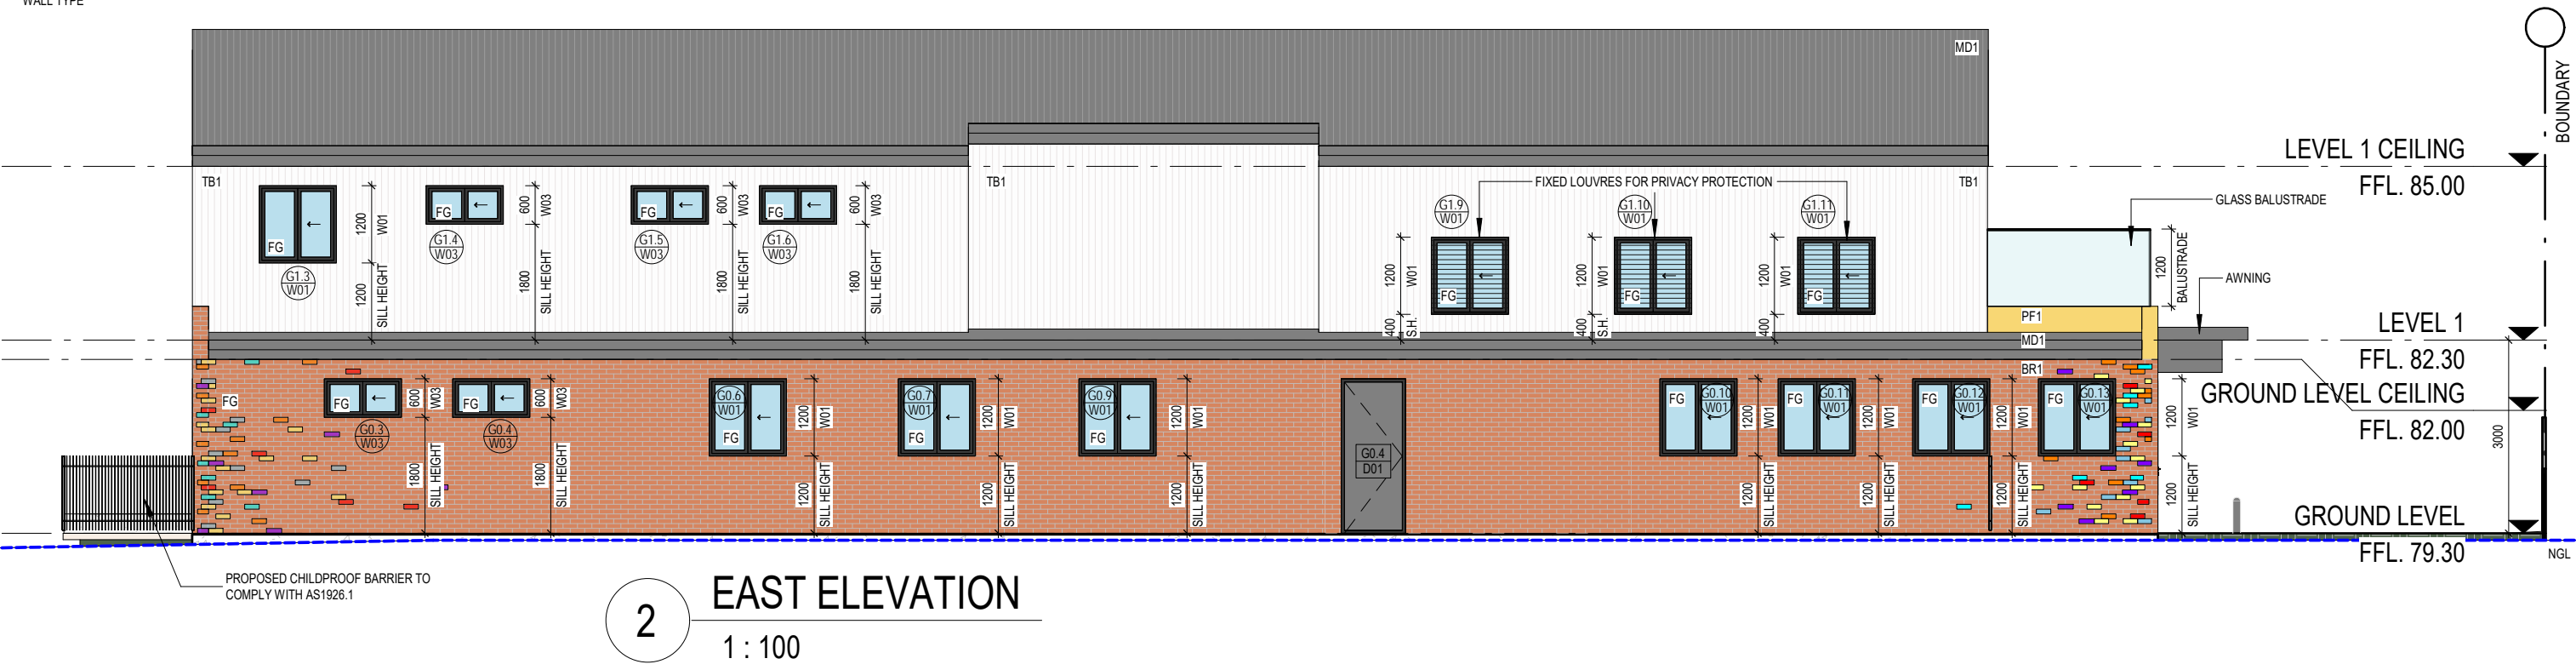 WALL TYPE
MD1
BOUNDARY
LEVEL 1 CEILING
FFL. 85.00
TB1
TB1
TB1
FIXED LOUVRES FOR PRIVACY PROTECTION
GLASS BALUSTRADE
FG
1200
W01
1200
SILL HEIGHT
G1.3
W01
FG
600
W03
1800
SILL HEIGHT
G1.4
W03
FG
600
W03
1800
SILL HEIGHT
G1.5
W03
FG
600
W03
1800
SILL HEIGHT
G1.6
W03
G1.9
W01
FG
1200
W01
400
S.H.
G1.10
W01
FG
1200
W01
400
S.H.
G1.11
W01
FG
1200
W01
400
1200
BALUSTRADE
AWNING
PF1
MD1
BR1
LEVEL 1
FFL. 82.30
GROUND LEVEL CEILING
FFL. 82.00
3000
FG
FG
600
W03
G0.3
W03
1800
SILL HEIGHT
FG
600
W03
G0.4
W03
1800
SILL HEIGHT
G0.6
W01
FG
1200
W01
1200
SILL HEIGHT
G0.7
W01
FG
1200
W01
1200
SILL HEIGHT
G0.9
W01
FG
1200
W01
1200
SILL HEIGHT
G0.4
D01
FG
G0.10
W01
1200
W01
1200
SILL HEIGHT
FG
G0.11
W01
1200
W01
1200
SILL HEIGHT
FG
G0.12
W01
1200
W01
1200
SILL HEIGHT
FG
G0.13
W01
1200
W01
1200
SILL HEIGHT
GROUND LEVEL
FFL. 79.30
NGL
PROPOSED CHILDPROOF BARRIER TO
COMPLY WITH AS1926.1
2
EAST ELEVATION
1 : 100